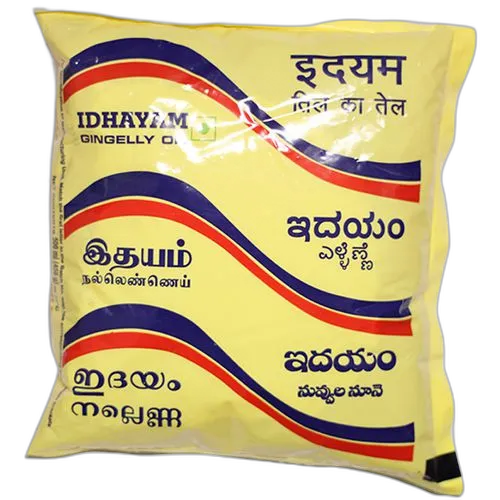 इदयम
तिल का तेल
IDHAYAM
GINGELLY OIL
ಇದಯಂ
ಎಳ್ಳೆಣ್ಣೆ
இதயம்
நல்லெண்ணெய்
ఇదయం
నువ్వుల నూనె
ഇദയം
നല്ലെണ്ണ